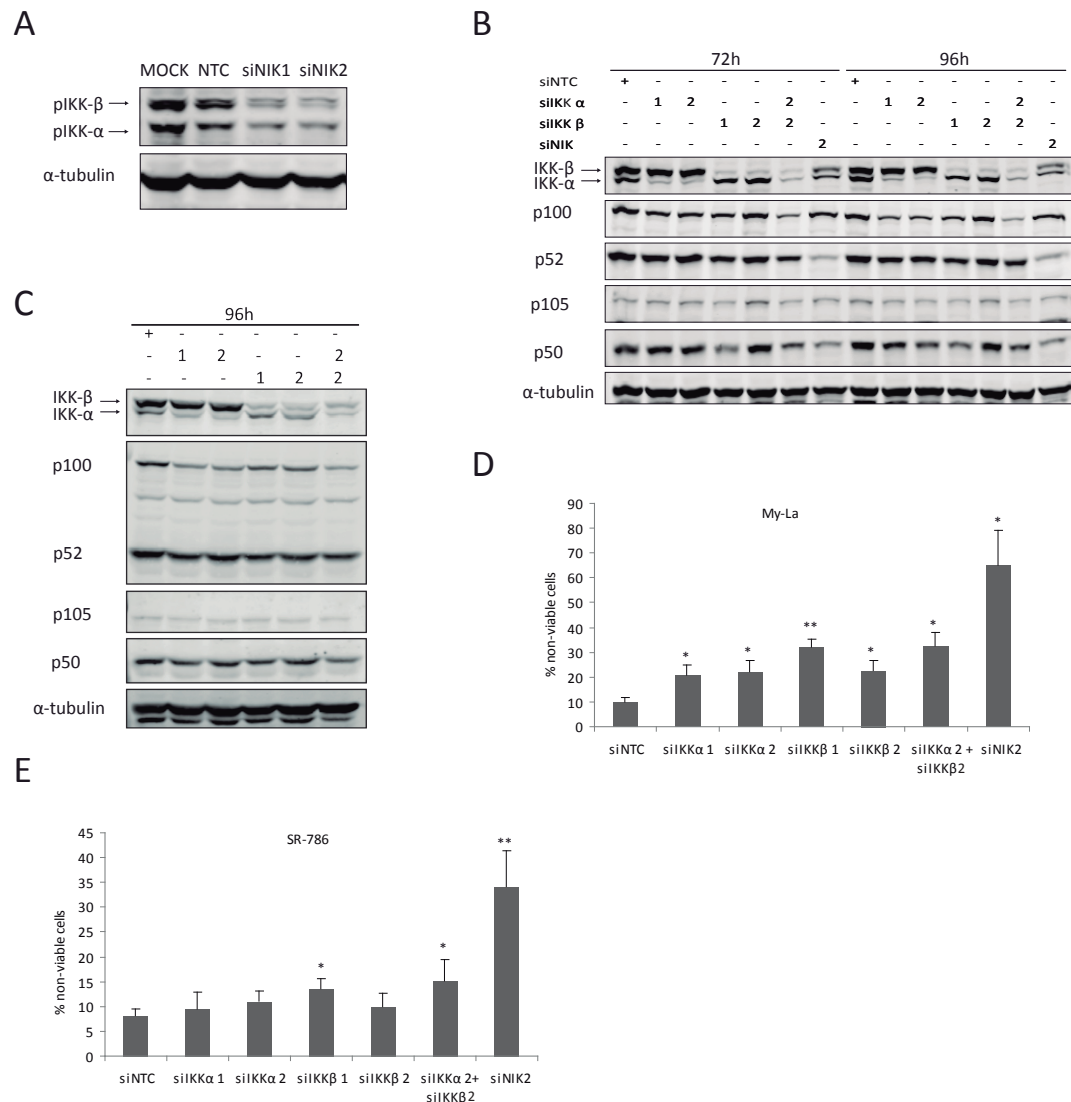 A
MOCK NTC siNIK1 siNIK2
pIKK-β
pIKK-α
α-tubulin
B
72h 96h
siNTC + - - - - - - + - - - - - -
siIKK α - 1 2 - - 2 - - 1 2 - - 2 -
siIKK β - - - 1 2 2 - - - - 1 2 2 -
siNIK - - - - - - 2 - - - - - - 2
IKK-β
IKK-α
p100
p52
p105
p50
α-tubulin
C
96h
+ - - - - -
- 1 2 - - 2
- - - 1 2 2
IKK-β
IKK-α
p100
p52
p105
p50
α-tubulin
D
My-La
% non-viable cells
90
80
70
60
50
40
30
20
10
0
* * ** * * *
siNTC siIKKα 1 siIKKα 2 siIKKβ 1 siIKKβ 2 siIKKα 2 + siNIK2
siIKKβ2
E
SR-786
% non-viable cells
45
40
35
30
25
20
15
10
5
0
* * **
siNTC siIKKα 1 siIKKα 2 siIKKβ 1 siIKKβ 2 siIKKα 2+ siNIK2
siIKKβ2